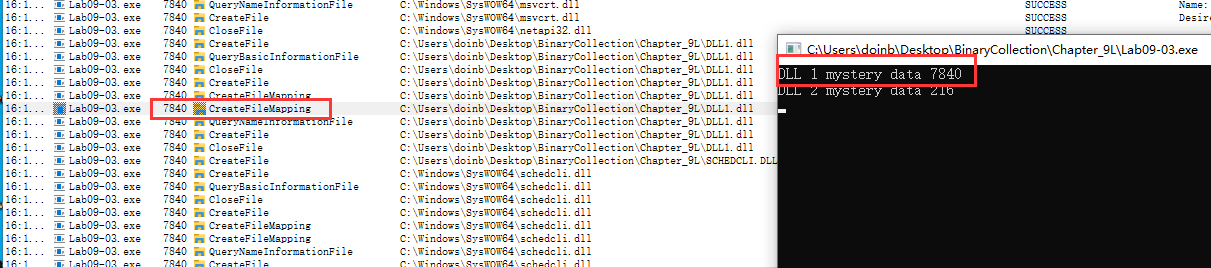 16:1... Lab09-03.exe 7840 QueryNameInformationFile C:\Windows\SysWOW64\msvcrt.dll SUCCESS Name:
16:1... Lab09-03.exe 7840 CreateFile C:\Windows\SysWOW64\msvcrt.dll SUCCESS Desire
16:1... Lab09-03.exe 7840 CloseFile C:\Windows\SysWOW64\netapi32.dll SUCCESS
16:1... Lab09-03.exe 7840 CreateFile C:\Users\doinb\Desktop\BinaryCollection\Chapter_9L\DLL1.dll
16:1... Lab09-03.exe 7840 QueryBasicInformationFile C:\Users\doinb\Desktop\BinaryCollection\Chapter_9L\DLL1.dll
16:1... Lab09-03.exe 7840 CloseFile C:\Users\doinb\Desktop\BinaryCollection\Chapter_9L\DLL1.dll
16:1... Lab09-03.exe 7840 CreateFile C:\Users\doinb\Desktop\BinaryCollection\Chapter_9L\DLL1.dll
16:1... Lab09-03.exe 7840 CreateFileMapping C:\Users\doinb\Desktop\BinaryCollection\Chapter_9L\DLL1.dll
16:1... Lab09-03.exe 7840 CreateFileMapping C:\Users\doinb\Desktop\BinaryCollection\Chapter_9L\DLL1.dll
16:1... Lab09-03.exe 7840 QueryNameInformationFile C:\Users\doinb\Desktop\BinaryCollection\Chapter_9L\DLL1.dll
16:1... Lab09-03.exe 7840 CreateFile C:\Users\doinb\Desktop\BinaryCollection\Chapter_9L\DLL1.dll
16:1... Lab09-03.exe 7840 CloseFile C:\Users\doinb\Desktop\BinaryCollection\Chapter_9L\DLL1.dll
16:1... Lab09-03.exe 7840 CreateFile C:\Users\doinb\Desktop\BinaryCollection\Chapter_9L\SCHEDCLI.DLL
16:1... Lab09-03.exe 7840 CreateFile C:\Windows\SysWOW64\schedcli.dll
16:1... Lab09-03.exe 7840 QueryBasicInformationFile C:\Windows\SysWOW64\schedcli.dll
16:1... Lab09-03.exe 7840 CloseFile C:\Windows\SysWOW64\schedcli.dll
16:1... Lab09-03.exe 7840 CreateFile C:\Windows\SysWOW64\schedcli.dll
16:1... Lab09-03.exe 7840 CreateFileMapping C:\Windows\SysWOW64\schedcli.dll
16:1... Lab09-03.exe 7840 CreateFileMapping C:\Windows\SysWOW64\schedcli.dll
16:1... Lab09-03.exe 7840 QueryNameInformationFile C:\Windows\SysWOW64\schedcli.dll
16:1... Lab09-03.exe 7840 CreateFile C:\Windows\SysWOW64\schedcli.dll
C:\Users\doinb\Desktop\BinaryCollection\Chapter_9L\Lab09-03.exe
DLL 1 mystery data 7840
DLL 2 mystery data 216